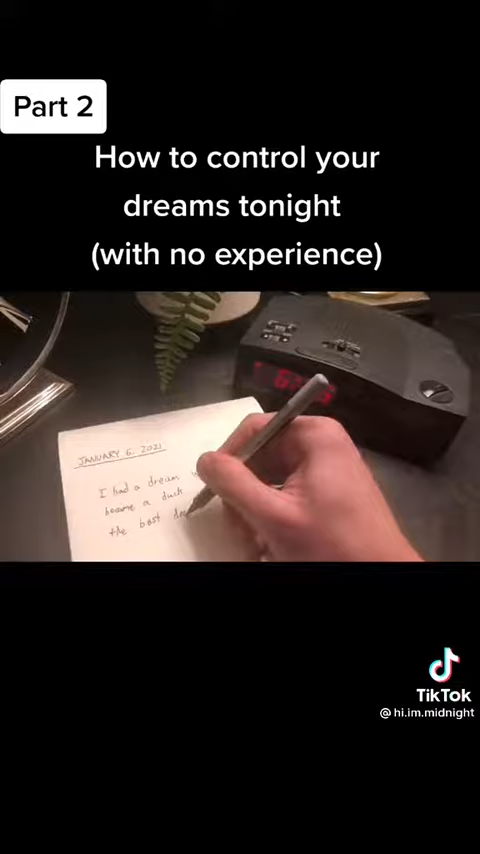 Part 2
How to control your
dreams tonight
(with no experience)
JANUARY 6, 2021
I had a dream
became a duck
the best
TikTok
@ hi.im.midnight